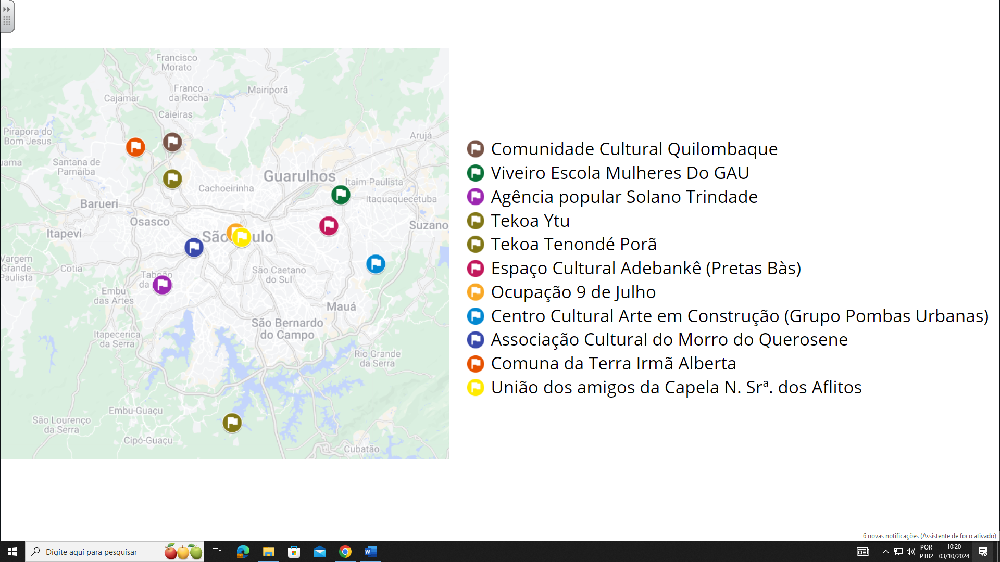 Francisco
Morato
Franco
da Rocha
Mairiporã
Cajamar
Caieiras
Pirapora do
Bom Jesus
Arujá
Santana de
Parnaíba
uama
Guarulhos
Itaim Paulista
Cachoeirinha
Itaquaquecetuba
Barueri
Osasco
Suzano
Itapevi
São ulo
Vargem
Grande
Paulista
Cotia
São Caetano
do Sul
Taboão
da
Embu
das Artes
Mauá
São Bernardo
do Campo
Itapecerica
da Serra
Rio Grande
da Serra
Embu-Guaçu
São Lourenço
da Serra
Cipó-Guaçu
Cubatão
Comunidade Cultural Quilombaque
Viveiro Escola Mulheres Do GAU
Agência popular Solano Trindade
Tekoa Ytu
Tekoa Tenondé Porã
Espaço Cultural Adebankê (Pretas Bàs)
Ocupação 9 de Julho
Centro Cultural Arte em Construção (Grupo Pombas Urbanas)
Associação Cultural do Morro do Querosene
Comuna da Terra Irmã Alberta
União dos amigos da Capela N. Srª. dos Aflitos
6 novas notificações (Assistente de foco ativado)
Digite aqui para pesquisar
POR
PTB2
10:20
03/10/2024